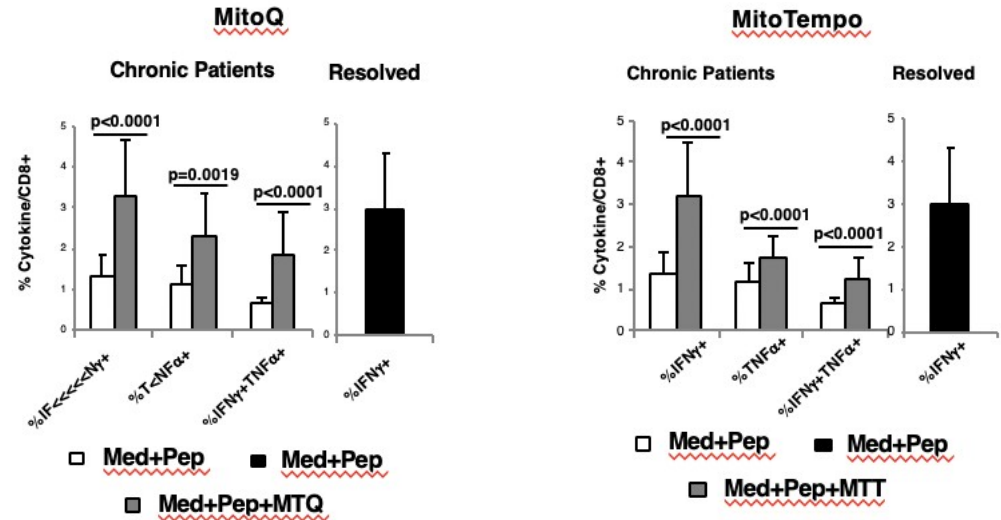 MitoQ
Chronic Patients
Resolved
% Cytokine/CD8+
5
4
3
2
1
0
p<0.0001
p=0.0019
p<0.0001
%IF<<<<<Nγ+
%T<NFα+
%IFNγ+TNFα+
5
4
3
2
1
0
%IFNγ+
Med+Pep
Med+Pep
Med+Pep+MTQ
MitoTempo
Chronic Patients
Resolved
% Cytokine/CD8+
5
4
3
2
1
0
p<0.0001
p<0.0001
p<0.0001
%IFNγ+
%TNFα+
%IFNγ+TNFα+
5
4
3
2
1
0
%IFNγ+
Med+Pep
Med+Pep
Med+Pep+MTT